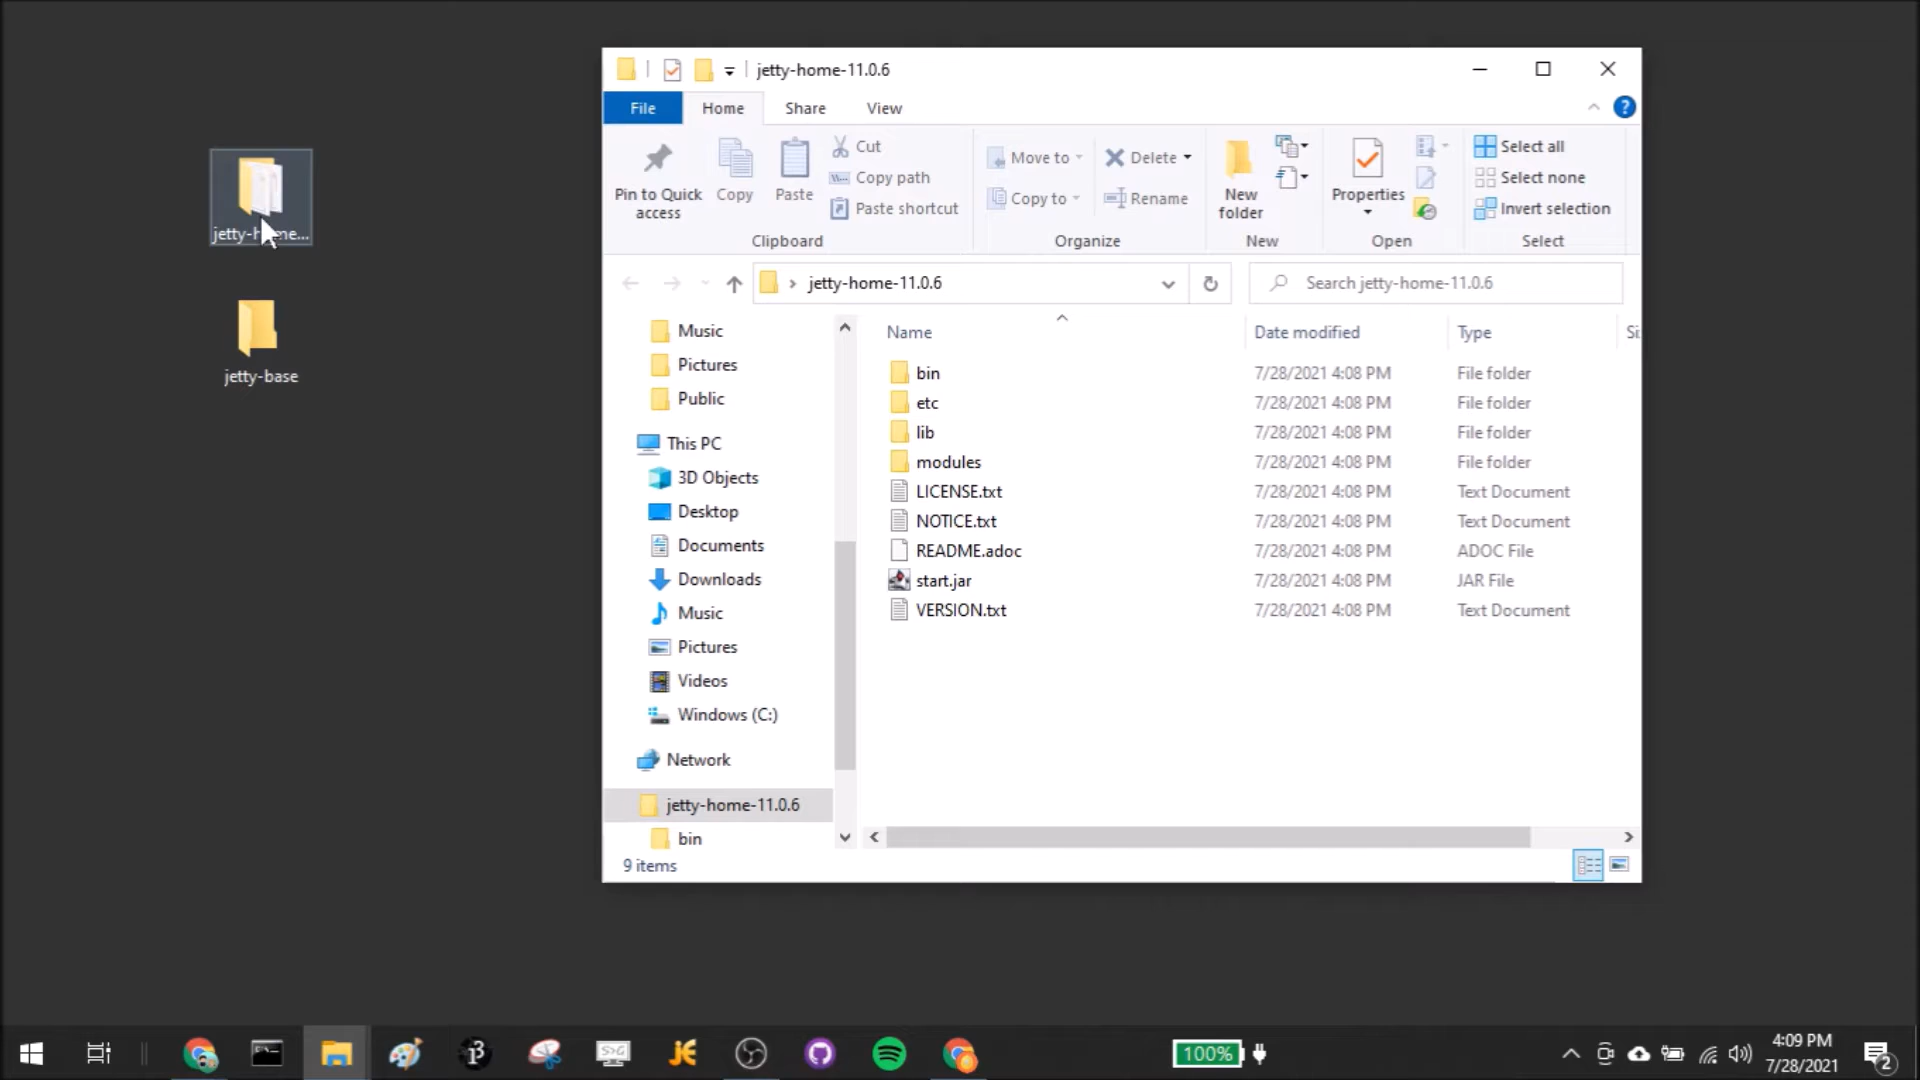 jetty-home...
jetty-base
jetty-home-11.0.6
File
Home
Share
View
?
Pin to Quick access
Copy
Paste
Cut
Copy path
Paste shortcut
Clipboard
Move to
Copy to
Delete
Rename
Organize
New folder
New
Properties
Open
Select all
Select none
Invert selection
Select
jetty-home-11.0.6
Search jetty-home-11.0.6
Music
Pictures
Public
This PC
3D Objects
Desktop
Documents
Downloads
Music
Pictures
Videos
Windows (C:)
Network
jetty-home-11.0.6
bin
Name Date modified Type Si
bin 7/28/2021 4:08 PM File folder
etc 7/28/2021 4:08 PM File folder
lib 7/28/2021 4:08 PM File folder
modules 7/28/2021 4:08 PM File folder
LICENSE.txt 7/28/2021 4:08 PM Text Document
NOTICE.txt 7/28/2021 4:08 PM Text Document
README.adoc 7/28/2021 4:08 PM ADOC File
start.jar 7/28/2021 4:08 PM JAR File
VERSION.txt 7/28/2021 4:08 PM Text Document
9 items
100%
4:09 PM
7/28/2021
2